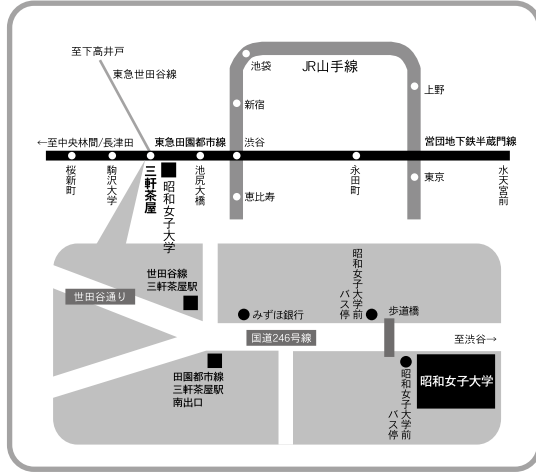 至下高井戸
東急世田谷線
池袋
JR山手線
上野
新宿
←至中央林間/長津田
東急田園都市線
渋谷
営団地下鉄半蔵門線
桜新町
駒沢大学
三軒茶屋
昭和女子大学
池尻大橋
恵比寿
永田町
東京
水天宮前
世田谷線
三軒茶屋駅
世田谷通り
みずほ銀行
昭和女子大学前
バス停
歩道橋
国道246号線
至渋谷→
田園都市線
三軒茶屋駅
南出口
昭和女子大学前
バス停
昭和女子大学